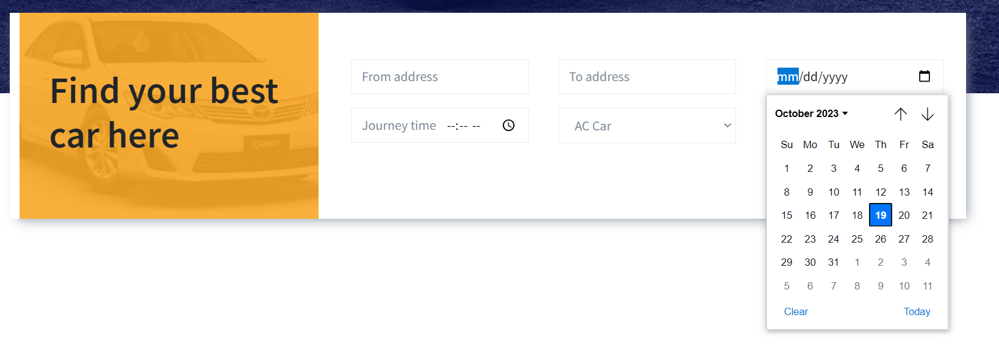 Find your best
car here
CAMRY
From address
To address
mm/dd/yyyy
Journey time --:-- --
AC Car
October 2023
Su Mo Tu We Th Fr Sa
1 2 3 4 5 6 7
8 9 10 11 12 13 14
15 16 17 18 19 20 21
22 23 24 25 26 27 28
29 30 31 1 2 3 4
5 6 7 8 9 10 11
Clear Today